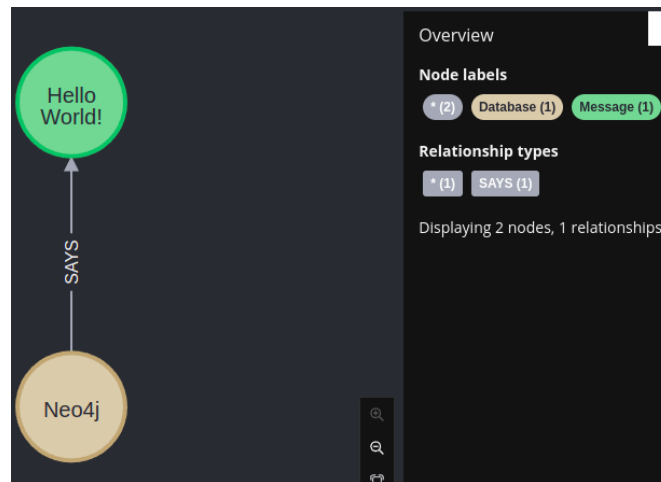 Hello
World!
SAYS
Neo4j
Overview
Node labels
* (2) Database (1) Message (1)
Relationship types
* (1) SAYS (1)
Displaying 2 nodes, 1 relationships